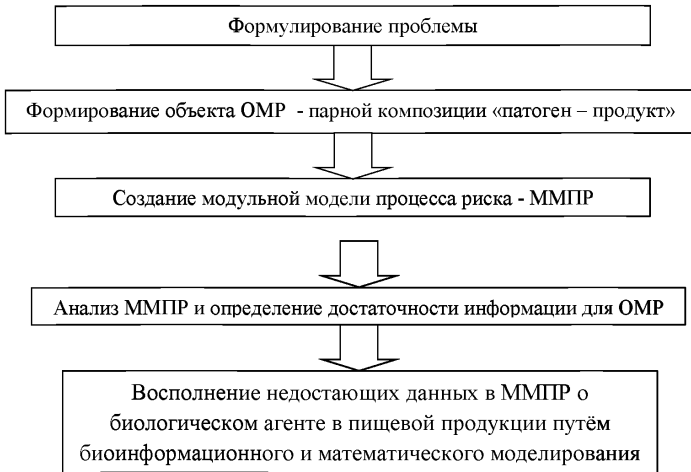 Формулирование проблемы
Формирование объекта ОМР - парной композиции «патоген – продукт»
Создание модульной модели процесса риска - ММПР
Анализ ММПР и определение достаточности информации для ОМР
Восполнение недостающих данных в ММПР о
биологическом агенте в пищевой продукции путём
биоинформационного и математического моделирования